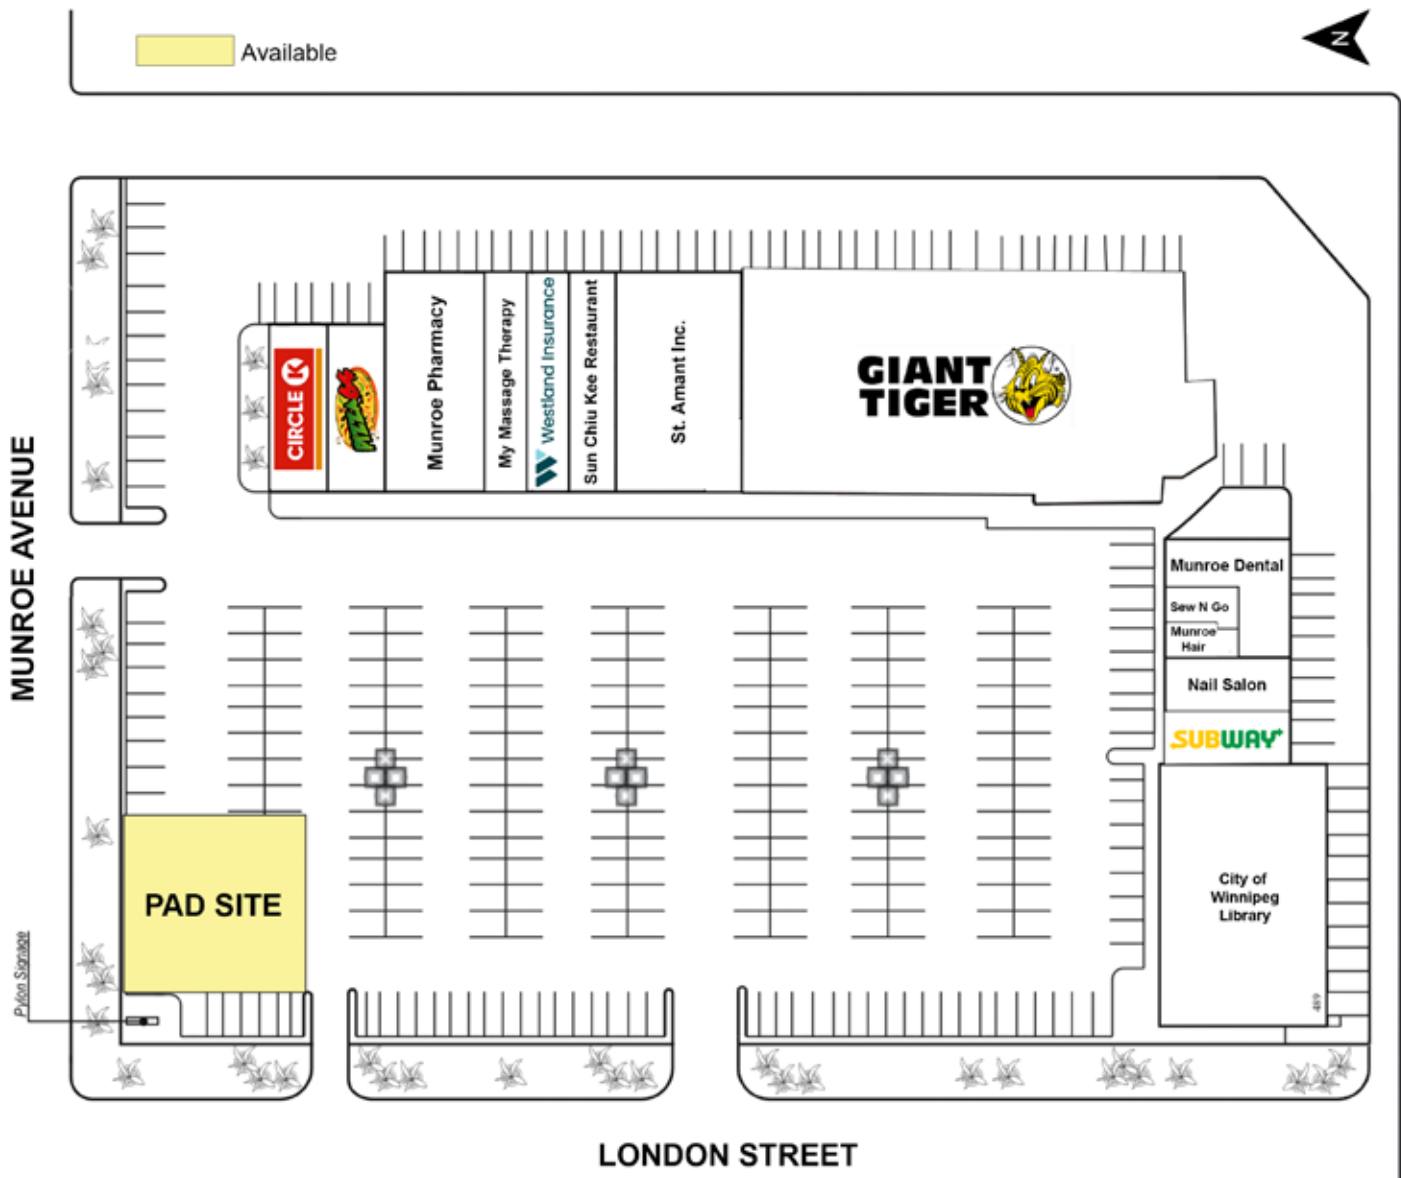 Available
N
MUNROE AVENUE
CIRCLE K
Munroe Pharmacy
My Massage Therapy
Westland Insurance
Sun Chiu Kee Restaurant
St. Amant Inc.
GIANT
TIGER
Munroe Dental
Sew N Go
Munroe
Hair
Nail Salon
SUBWAY
PAD SITE
City of
Winnipeg
Library
489
Pylon Signage
LONDON STREET